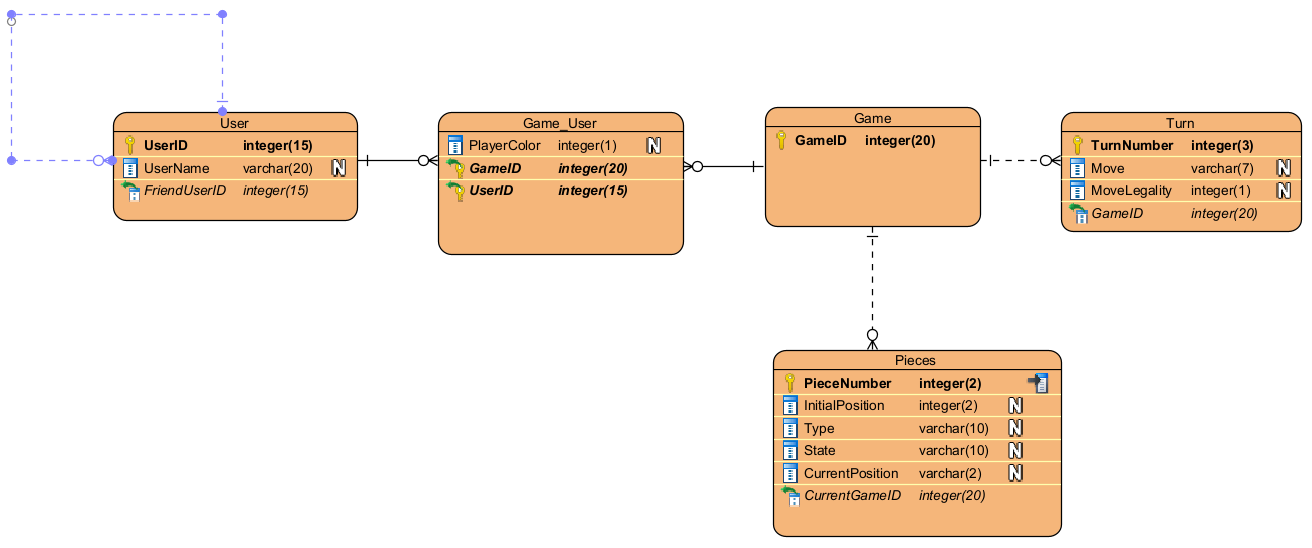 User
UserID integer(15)
UserName varchar(20) N
FriendUserID integer(15)
Game_User
PlayerColor integer(1) N
GameID integer(20)
UserID integer(15)
Game
GameID integer(20)
Turn
TurnNumber integer(3)
Move varchar(7) N
MoveLegality integer(1) N
GameID integer(20)
Pieces
PieceNumber integer(2)
InitialPosition integer(2) N
Type varchar(10) N
State varchar(10) N
CurrentPosition varchar(2) N
CurrentGameID integer(20)